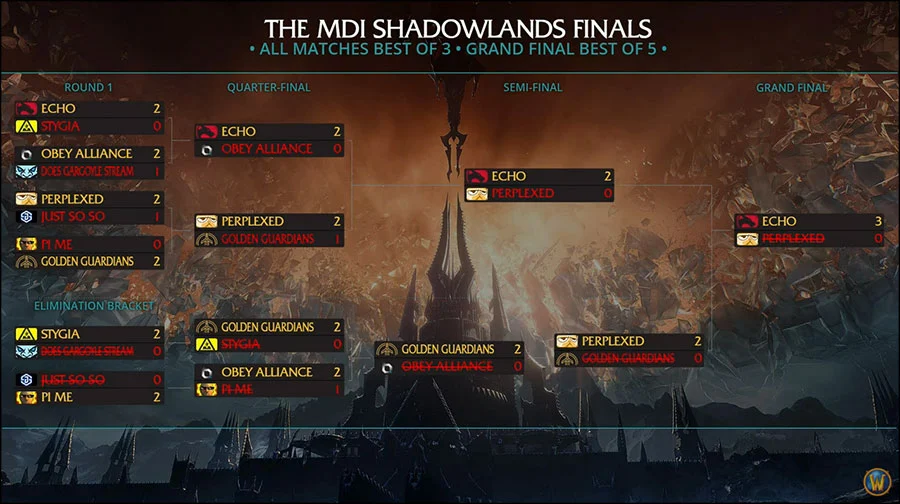 THE MDI SHADOWLANDS FINALS
• ALL MATCHES BEST OF 3 • GRAND FINAL BEST OF 5 •
ROUND 1
ECHO 2
STYGIA 0
OBEY ALLIANCE 2
DOES GARGOYLE STREAM 1
PERPLEXED 2
JUST SO SO 1
PI ME 0
GOLDEN GUARDIANS 2
QUARTER-FINAL
ECHO 2
OBEY ALLIANCE 0
PERPLEXED 2
GOLDEN GUARDIANS 1
SEMI-FINAL
ECHO 2
PERPLEXED 0
GRAND FINAL
ECHO 3
PERPLEXED 0
ELIMINATION BRACKET
STYGIA 2
DOES GARGOYLE STREAM 0
JUST SO SO 0
PI ME 2
GOLDEN GUARDIANS 2
STYGIA 0
OBEY ALLIANCE 2
PI ME 1
GOLDEN GUARDIANS 2
OBEY ALLIANCE 0
PERPLEXED 2
GOLDEN GUARDIANS 0
W